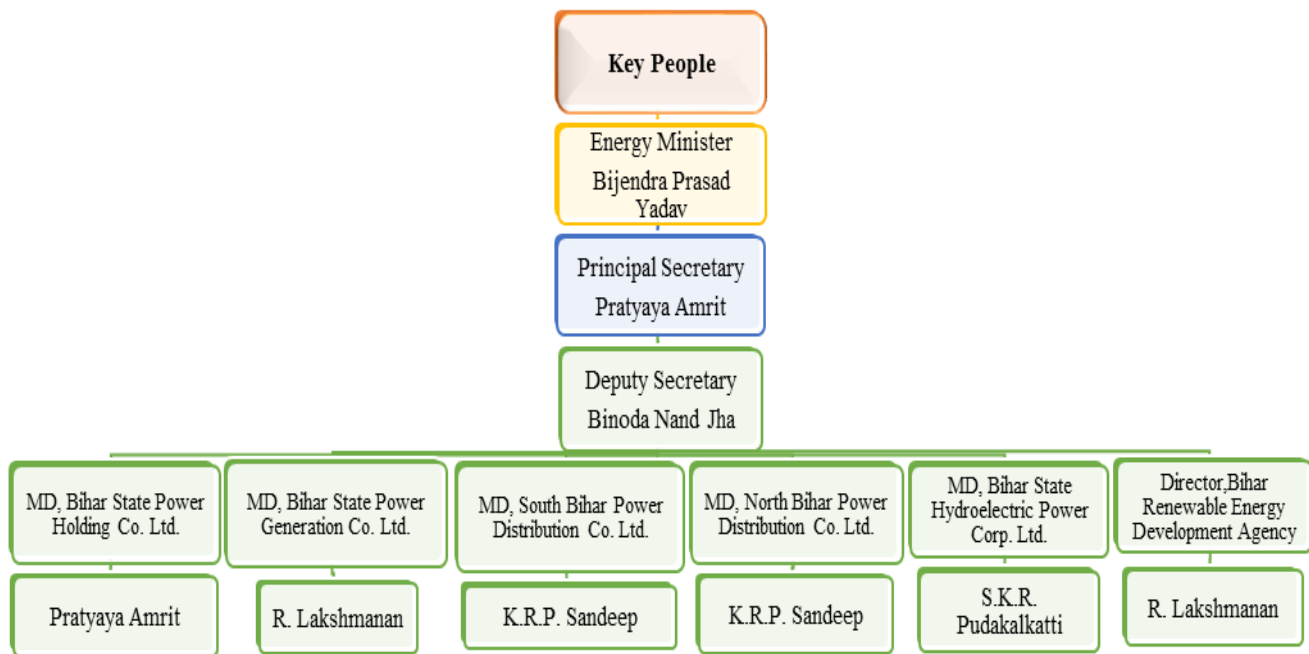 Key People
Energy Minister
Bijendra Prasad
Yadav
Principal Secretary
Pratyaya Amrit
Deputy Secretary
Binoda Nand Jha
MD, Bihar State Power
Holding Co. Ltd.
MD, Bihar State Power
Generation Co. Ltd.
MD, South Bihar Power
Distribution Co. Ltd.
MD, North Bihar Power
Distribution Co. Ltd.
MD, Bihar State
Hydroelectric Power
Corp. Ltd.
Director,Bihar
Renewable Energy
Development Agency
Pratyaya Amrit
R. Lakshmanan
K.R.P. Sandeep
K.R.P. Sandeep
S.K.R.
Pudakalkatti
R. Lakshmanan